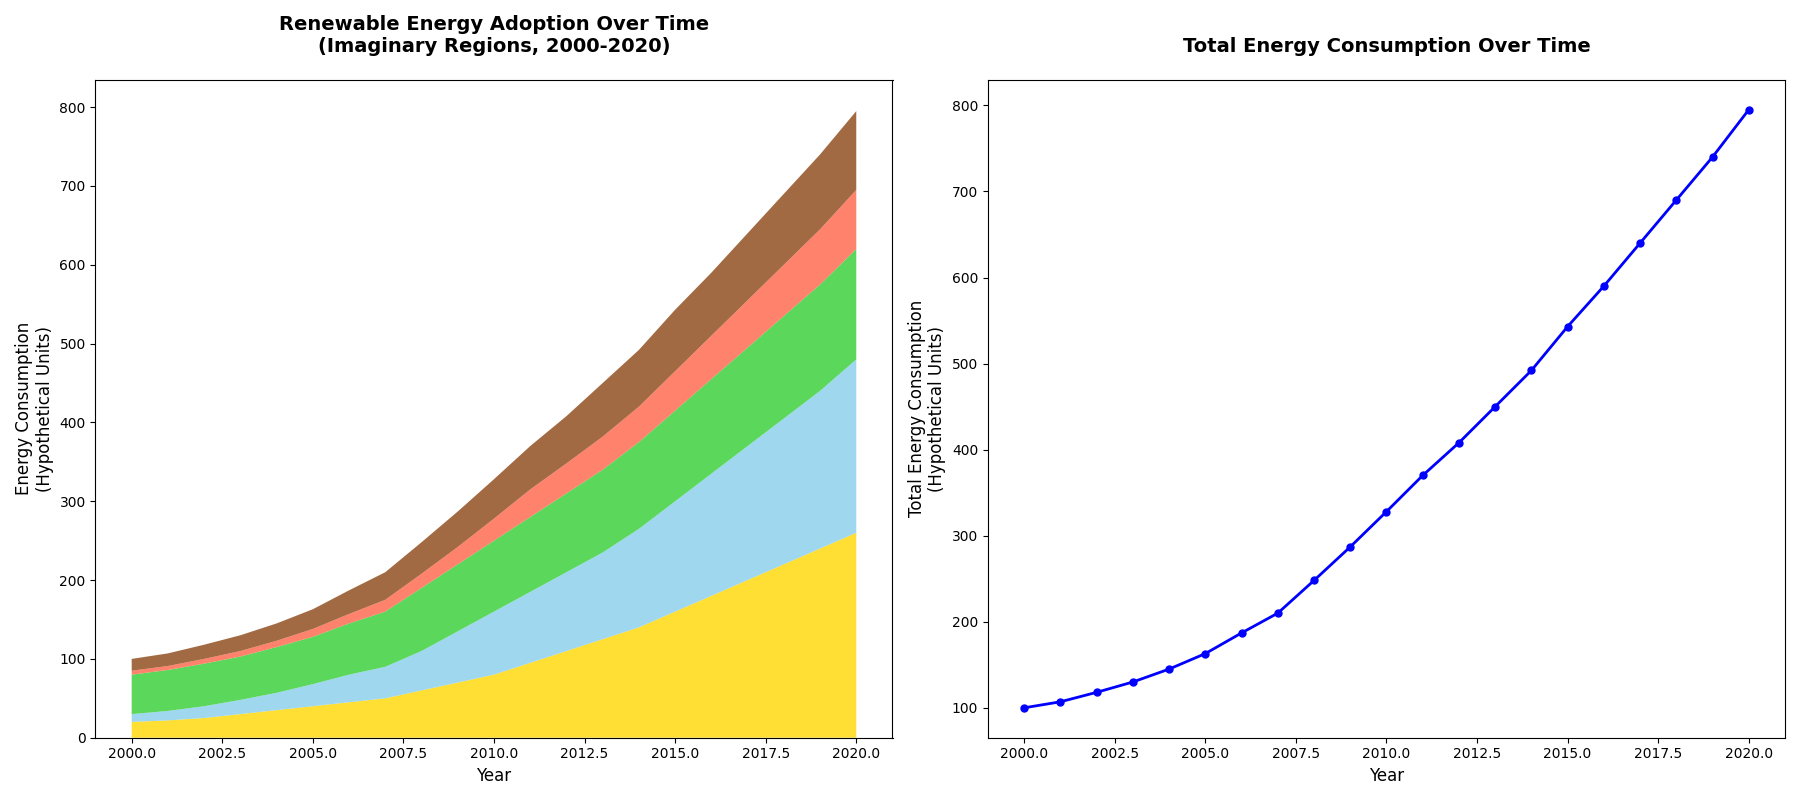 Renewable Energy Adoption Over Time
(Imaginary Regions, 2000-2020)
Energy Consumption
(Hypothetical Units)
800
700
600
500
400
300
200
100
0
2000.0 2002.5 2005.0 2007.5 2010.0 2012.5 2015.0 2017.5 2020.0
Year
Total Energy Consumption Over Time
Total Energy Consumption
(Hypothetical Units)
800
700
600
500
400
300
200
100
2000.0 2002.5 2005.0 2007.5 2010.0 2012.5 2015.0 2017.5 2020.0
Year